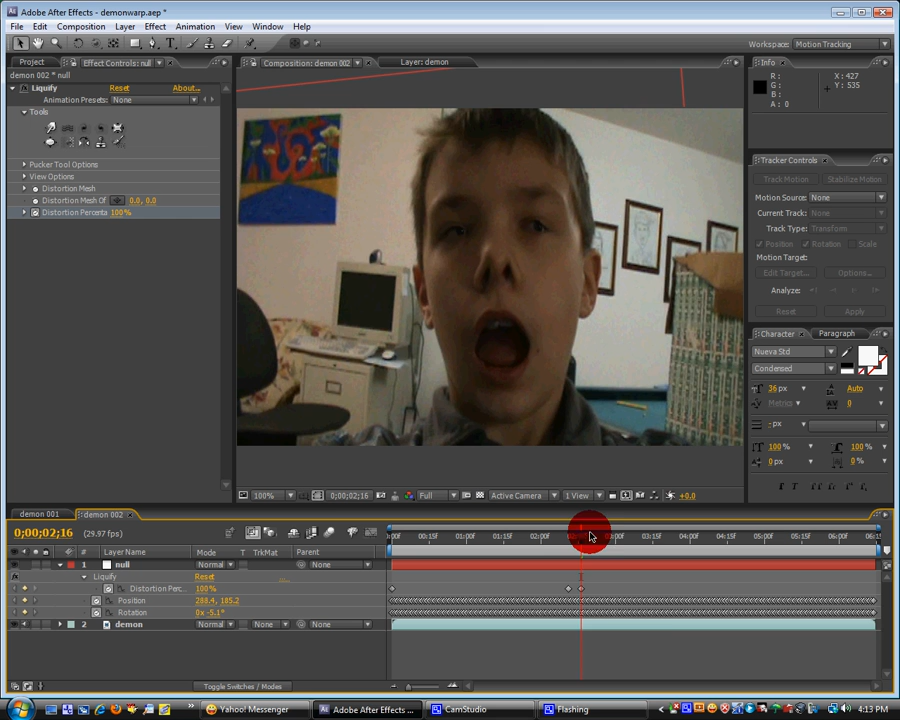 Adobe After Effects - demonwarp.aep *
File Edit Composition Layer Effect Animation View Window Help
Workspace: Motion Tracking
Project Effect Controls: null
demon 002 * null
Liquify Reset About...
Animation Presets: None
Tools
Pucker Tool Options
View Options
Distortion Mesh
Distortion Mesh Of 0.0, 0.0
Distortion Percenta 100%
Composition: demon 002 Layer: demon
100% 0;00;02;16 Full Active Camera 1 View +0.0
Info
R: X: 427
G: Y: 535
B:
A: 0
Tracker Controls
Track Motion Stabilize Motion
Motion Source: None
Current Track: None
Track Type: Transform
Position Rotation Scale
Motion Target:
Edit Target... Options...
Analyze:
Reset Apply
Character Paragraph
Nueva Std
Condensed
36 px Auto
Metrics 0
- px
100% 100%
0 px 0%
T T TT Tt
demon 001 demon 002
0;00;02;16 (29.97 fps)
00f 00:15f 01:00f 01:15f 02:00f 03:00f 03:15f 04:00f 04:15f 05:00f 05:15f 06:00f 06:15
# Layer Name Mode T TrkMat Parent
1 null Normal None
Liquify Reset
Distortion Perc... 100%
Position 288.4, 185.2
Rotation 0x -5.1°
2 demon Normal None None
Toggle Switches / Modes
Yahoo! Messenger Adobe After Effects ... CamStudio Flashing 4:13 PM